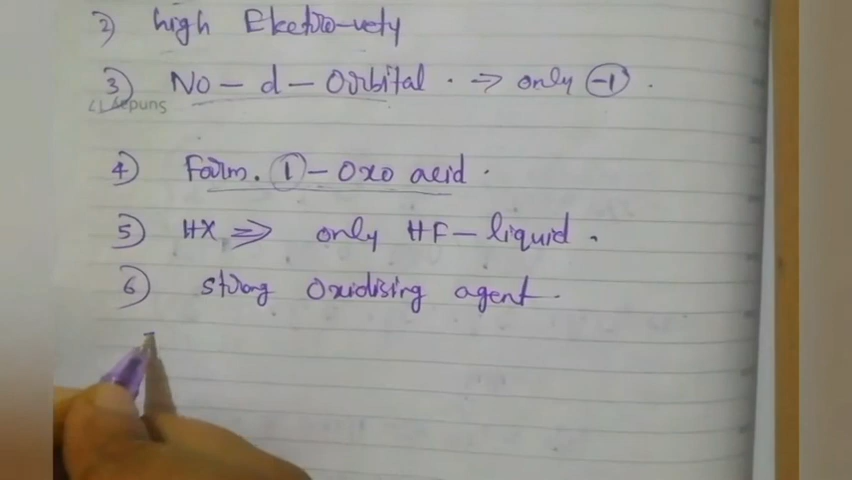 2) high Electro-vety
3) No - d - Orbital . ⇒ only (-1) .
4) Form. (1) - Oxo acid .
5) HX ⇒ only HF - liquid .
6) strong Oxidising agent .